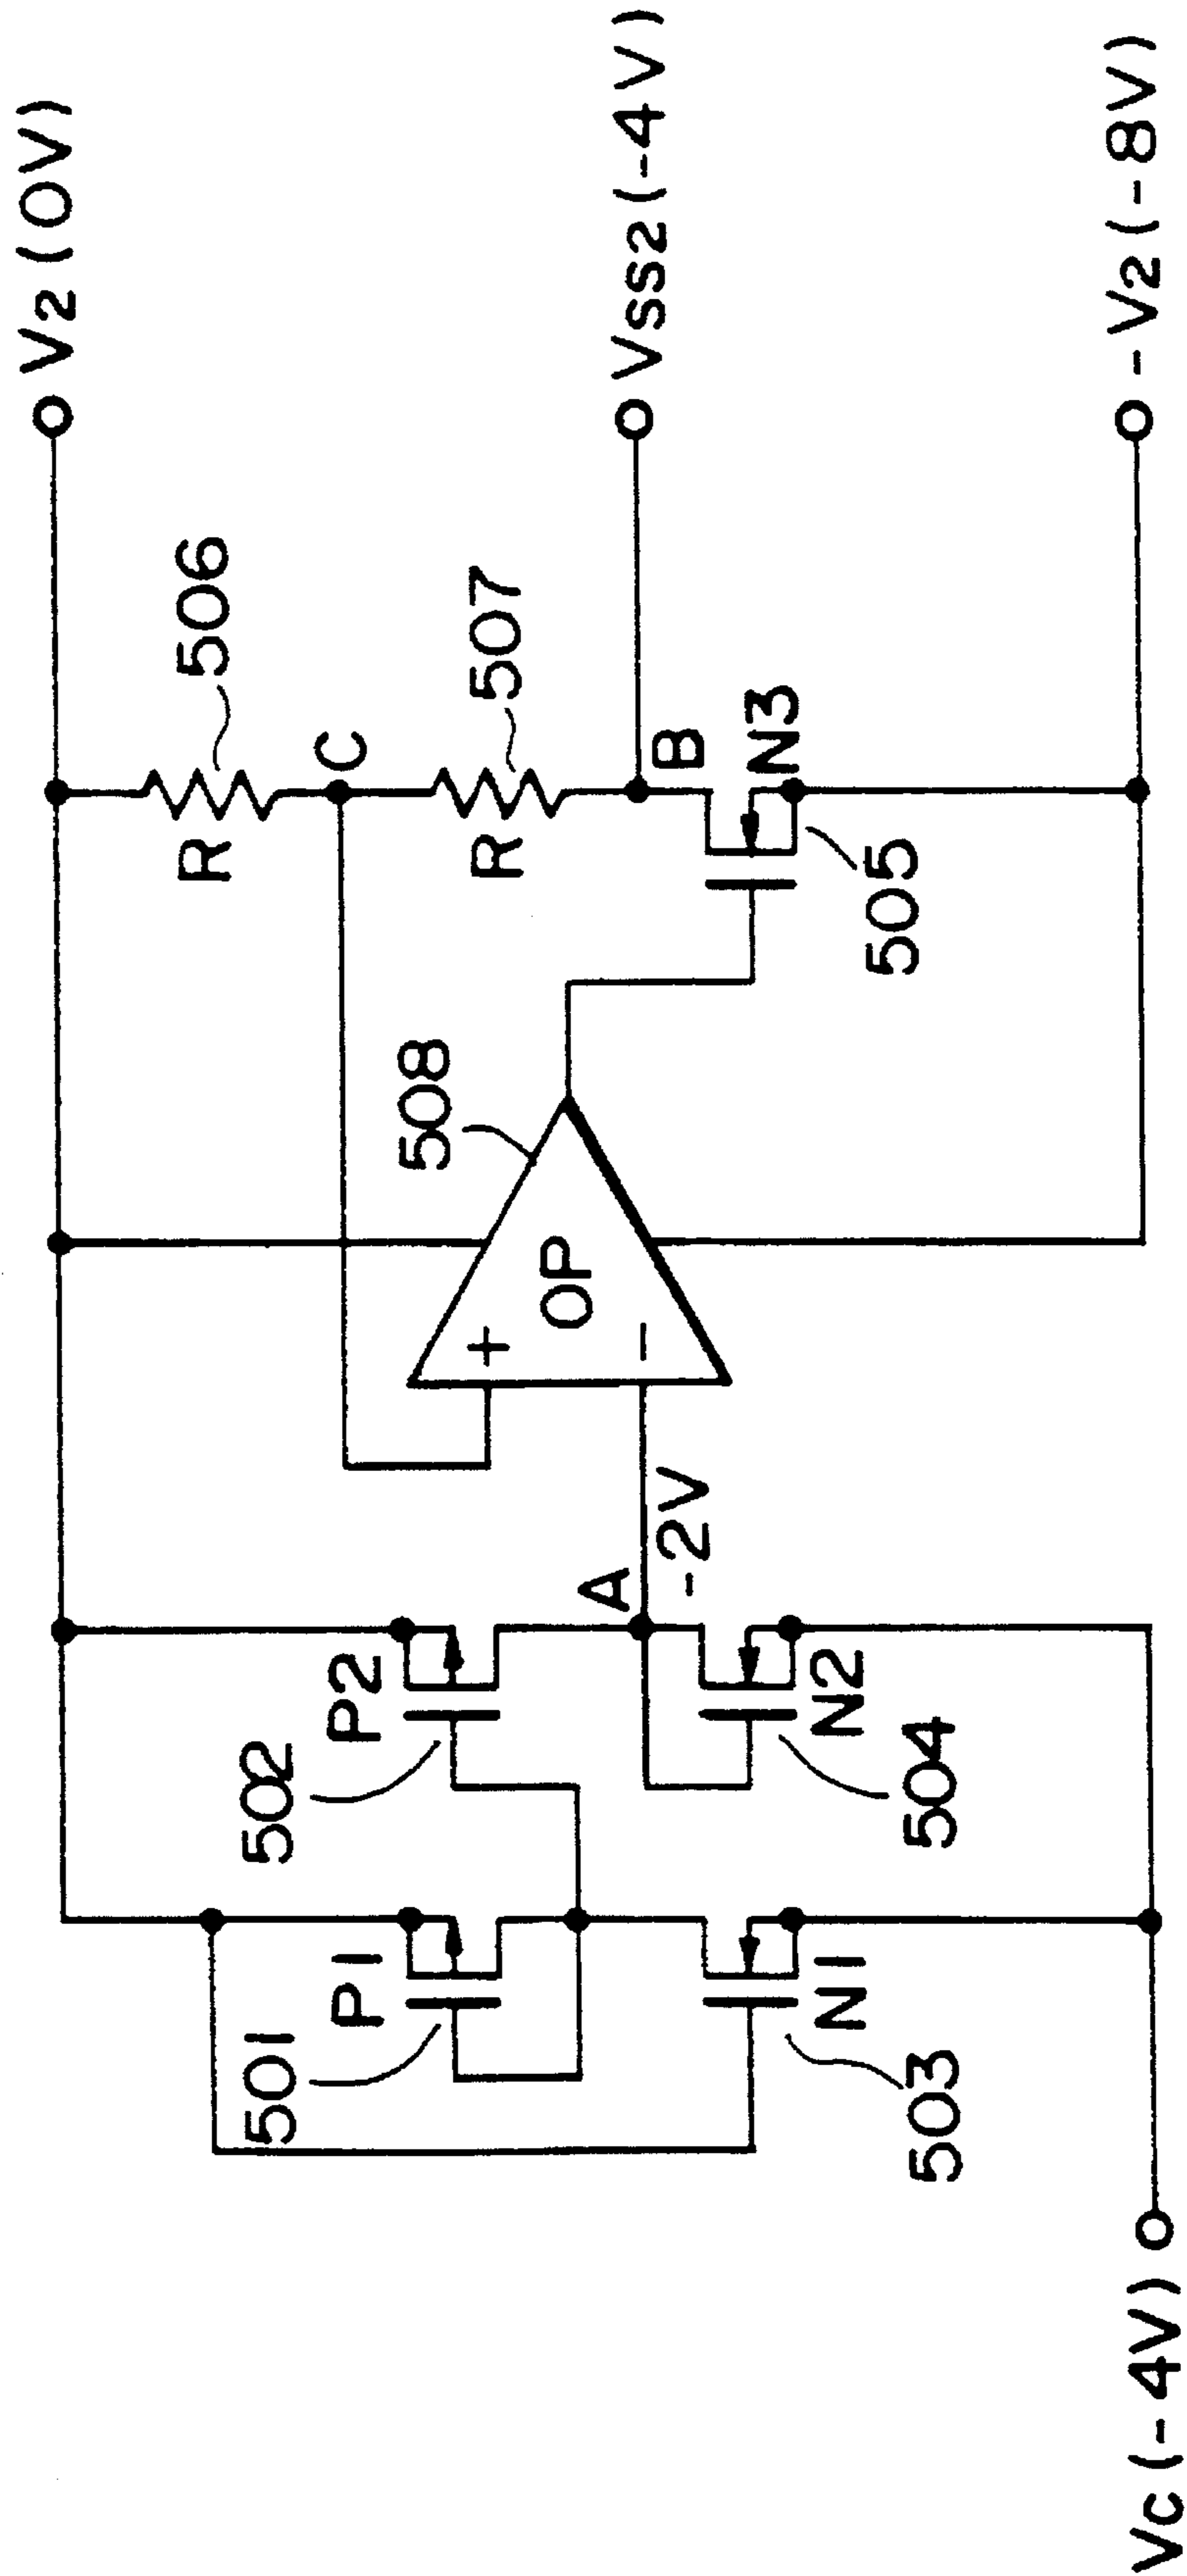 V2 (0V)
R 506
C
R 507
VSS2 (-4V)
B
N3
505
-V2 (-8V)
508
+
OP
-
A
-2V
P2
502
N2
504
P1
501
N1
503
VC (-4V)